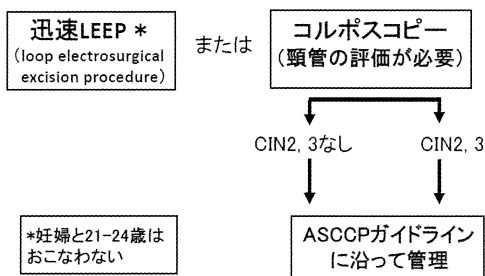 迅速LEEP *
(loop electrosurgical
excision procedure)
または
コルポスコピー
(頸管の評価が必要)
CIN2, 3なし
CIN2, 3
*妊婦と21-24歳は
おこなわない
ASCCPガイドライン
に沿って管理